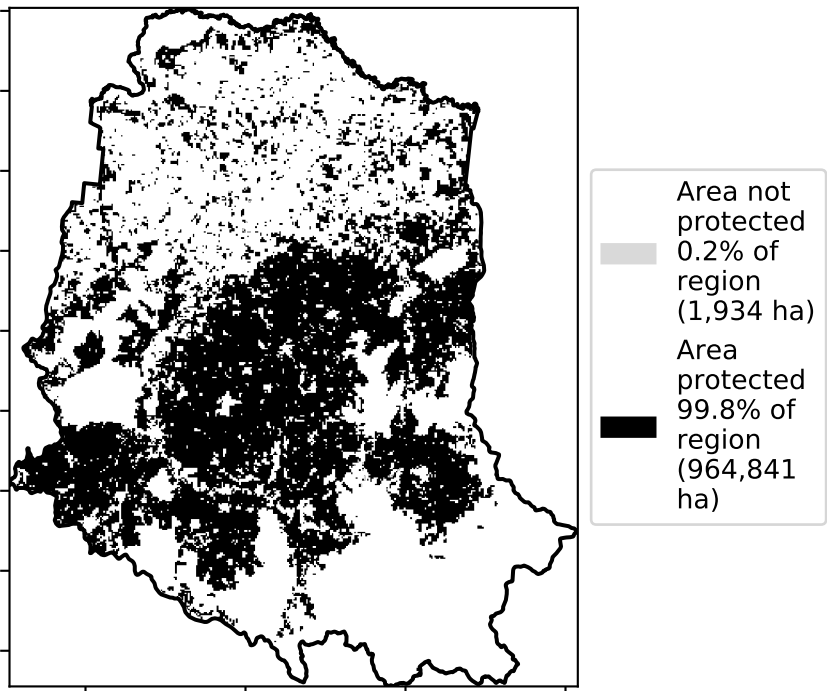 Area not
protected
0.2% of
region
(1,934 ha)
Area
protected
99.8% of
region
(964,841
ha)